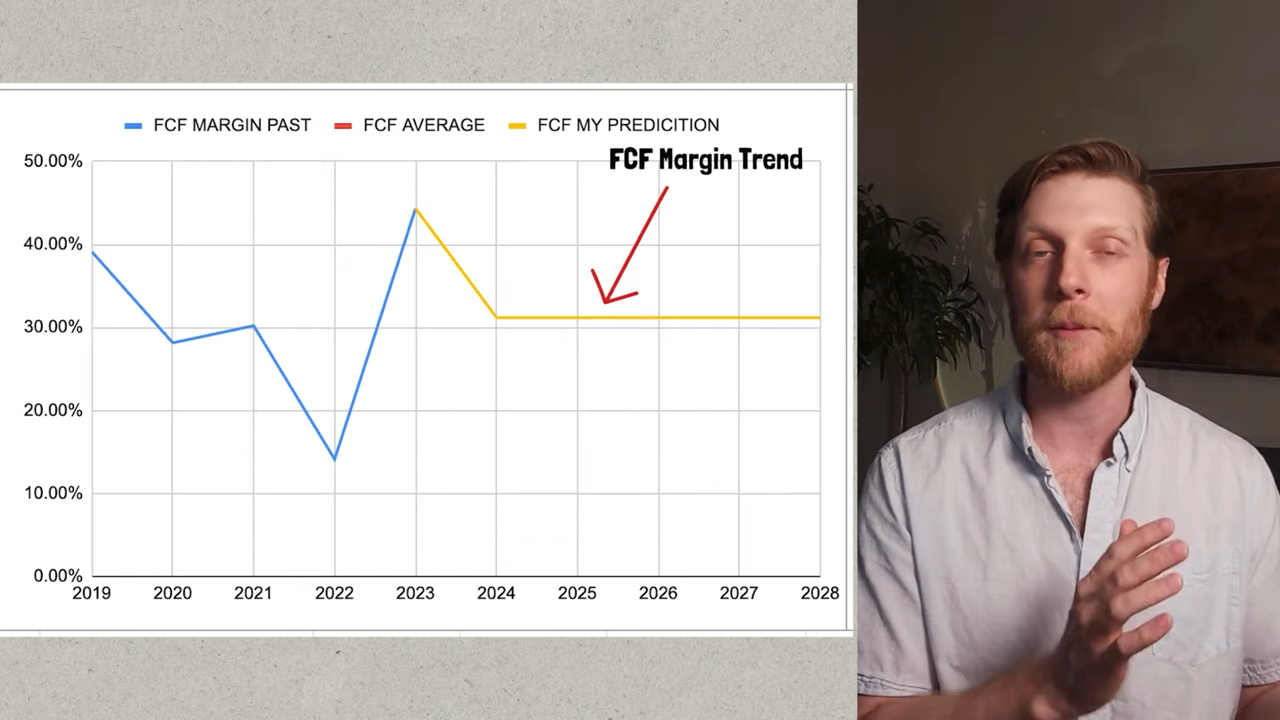 FCF MARGIN PAST FCF AVERAGE FCF MY PREDICITION
FCF Margin Trend
50.00%
40.00%
30.00%
20.00%
10.00%
0.00%
2019 2020 2021 2022 2023 2024 2025 2026 2027 2028